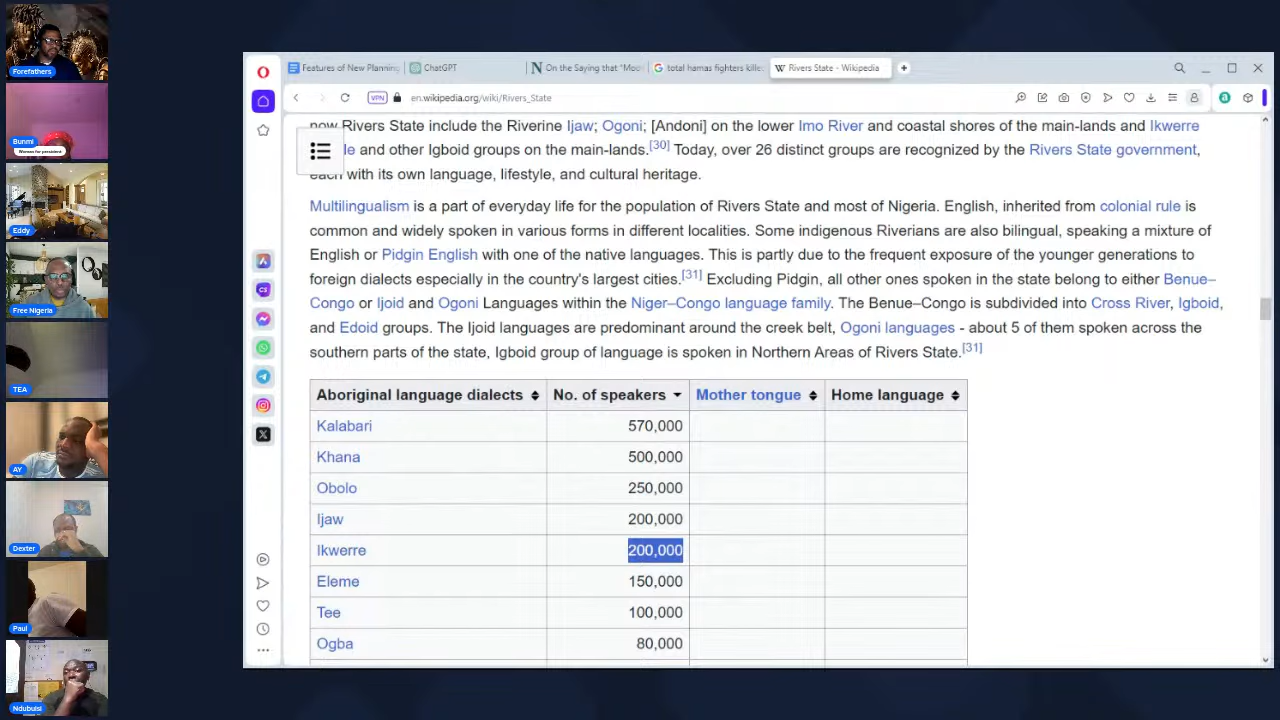 Forefathers
Bunmi
Woman for president
Eddy
Free Nigeria
TEA
AY
Dexter
Paul
Ndubuisi
Features of New Planning
ChatGPT
On the Saying that "Moo
total hamas fighters kille
Rivers State - Wikipedia
VPN
en.wikipedia.org/wiki/Rivers_State
now Rivers State include the Riverine Ijaw; Ogoni; [Andoni] on the lower Imo River and coastal shores of the main-lands and Ikwerre
le and other Igbo groups on the main-lands.[30] Today, over 26 distinct groups are recognized by the Rivers State government,
each with its own language, lifestyle, and cultural heritage.
Multilingualism is a part of everyday life for the population of Rivers State and most of Nigeria. English, inherited from colonial rule is
common and widely spoken in various forms in different localities. Some indigenous Riverians are also bilingual, speaking a mixture of
English or Pidgin English with one of the native languages. This is partly due to the frequent exposure of the younger generations to
foreign dialects especially in the country's largest cities.[31] Excluding Pidgin, all other ones spoken in the state belong to either Benue–
Congo or Ijoid and Ogoni Languages within the Niger–Congo language family. The Benue–Congo is subdivided into Cross River, Igboid,
and Edoid groups. The Ijoid languages are predominant around the creek belt, Ogoni languages - about 5 of them spoken across the
southern parts of the state, Igboid group of language is spoken in Northern Areas of Rivers State.[31]
Aboriginal language dialects No. of speakers Mother tongue Home language
Kalabari 570,000
Khana 500,000
Obolo 250,000
Ijaw 200,000
Ikwerre 200,000
Eleme 150,000
Tee 100,000
Ogba 80,000